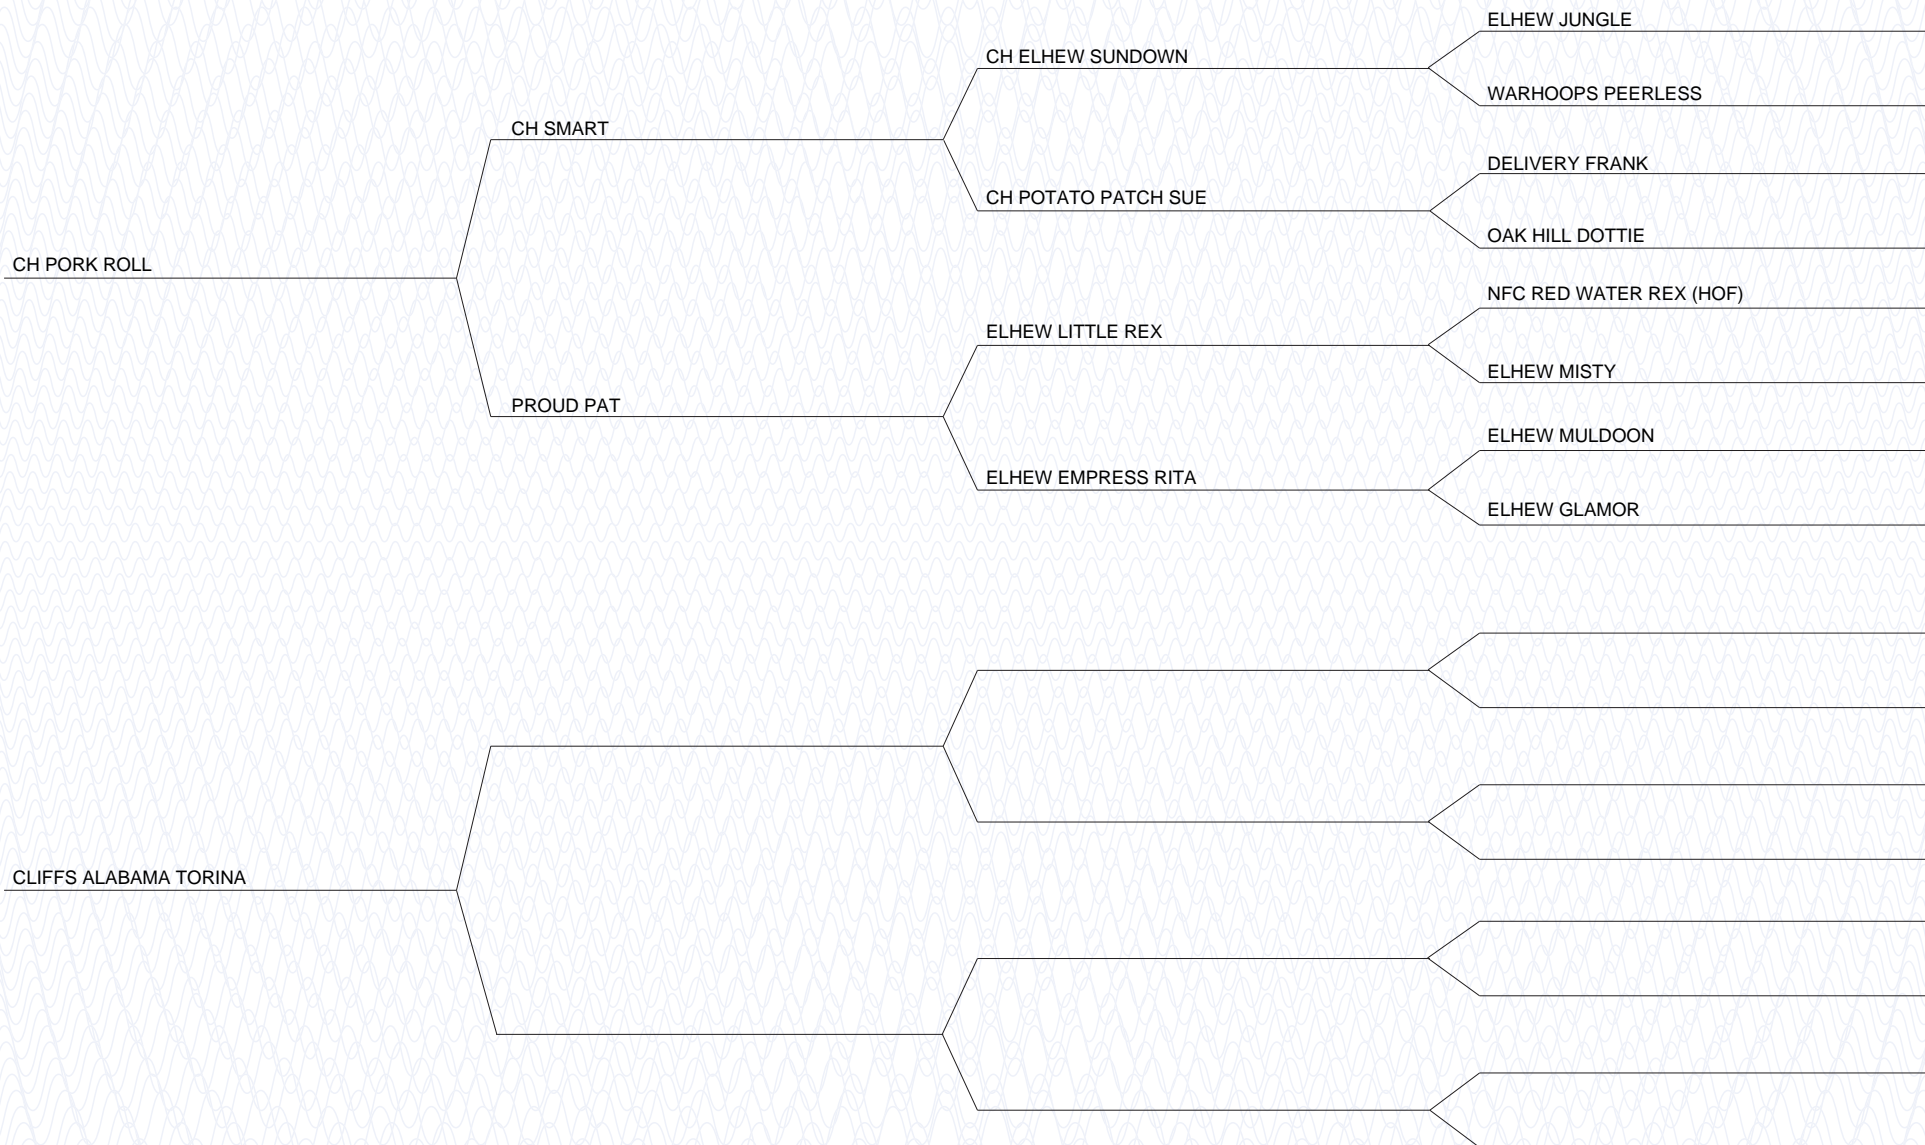 ELHEW JUNGLE
CH ELHEW SUNDOWN
WARHOOPS PEERLESS
CH SMART
DELIVERY FRANK
CH POTATO PATCH SUE
OAK HILL DOTTIE
CH PORK ROLL
NFC RED WATER REX (HOF)
ELHEW LITTLE REX
ELHEW MISTY
PROUD PAT
ELHEW MULDOON
ELHEW EMPRESS RITA
ELHEW GLAMOR
CLIFFS ALABAMA TORINA